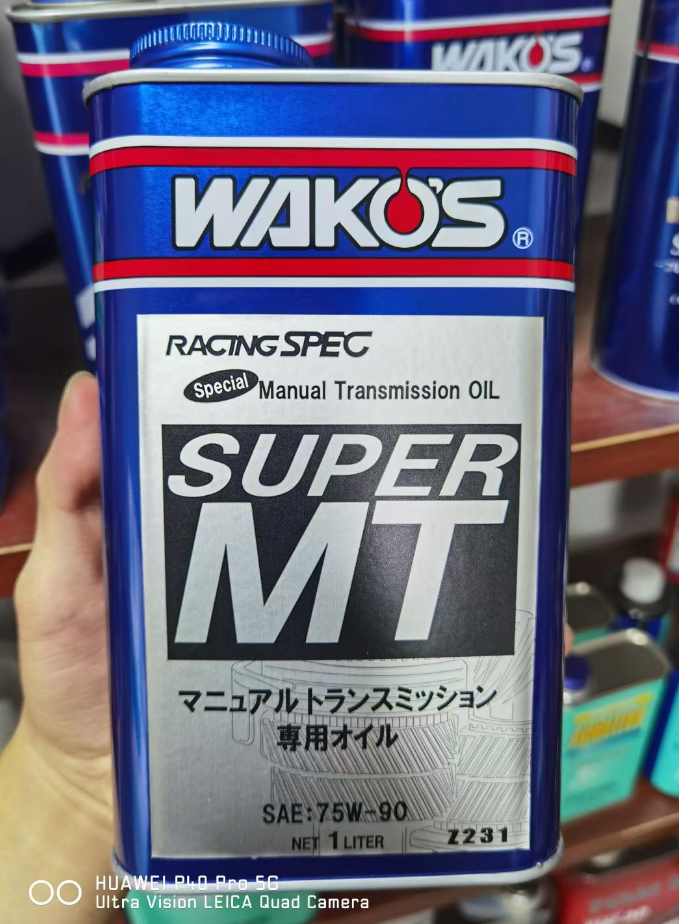 WAKO'S
WAKO'S ®
RACING SPEC
Special Manual Transmission OIL
SUPER
MT
マニュアルトランスミッション
専用オイル
SAE:75W-90
NET 1 LITER
Z231
HUAWEI P40 Pro 5G
Ultra Vision LEICA Quad Camera